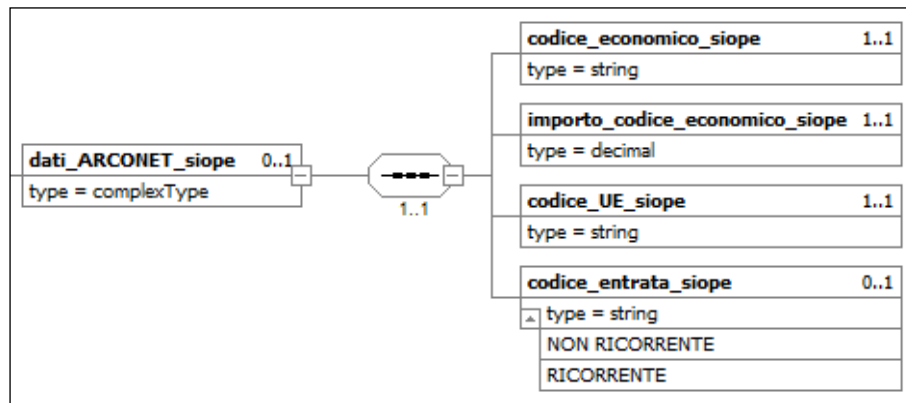 codice_economico_siope 1..1
type = string
importo_codice_economico_siope 1..1
type = decimal
dati_ARCONET_siope 0..1
type = complexType
1..1
codice_UE_siope 1..1
type = string
codice_entrata_siope 0..1
type = string
NON RICORRENTE
RICORRENTE